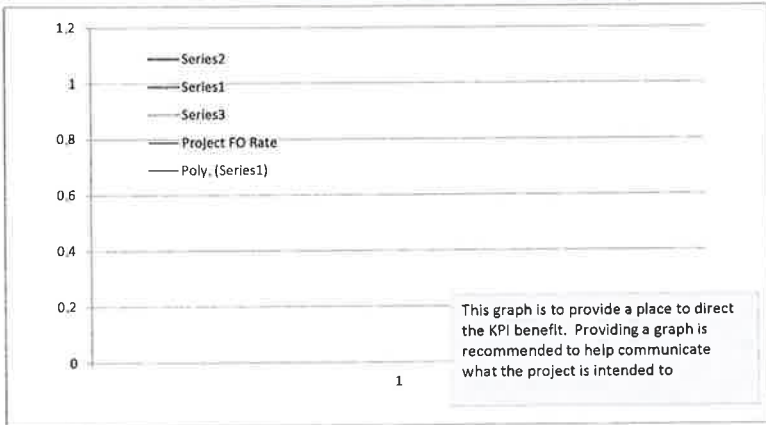 1,2
1
0,8
0,6
0,4
0,2
0
Series2
Series1
Series3
Project FO Rate
Poly, (Series1)
1
This graph is to provide a place to direct
the KPI benefit. Providing a graph is
recommended to help communicate
what the project is intended to